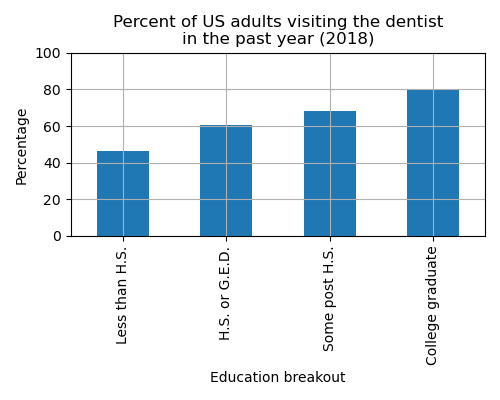 Percent of US adults visiting the dentist
in the past year (2018)
100
80
60
40
20
0
Percentage
Less than H.S.
H.S. or G.E.D.
Some post H.S.
College graduate
Education breakout